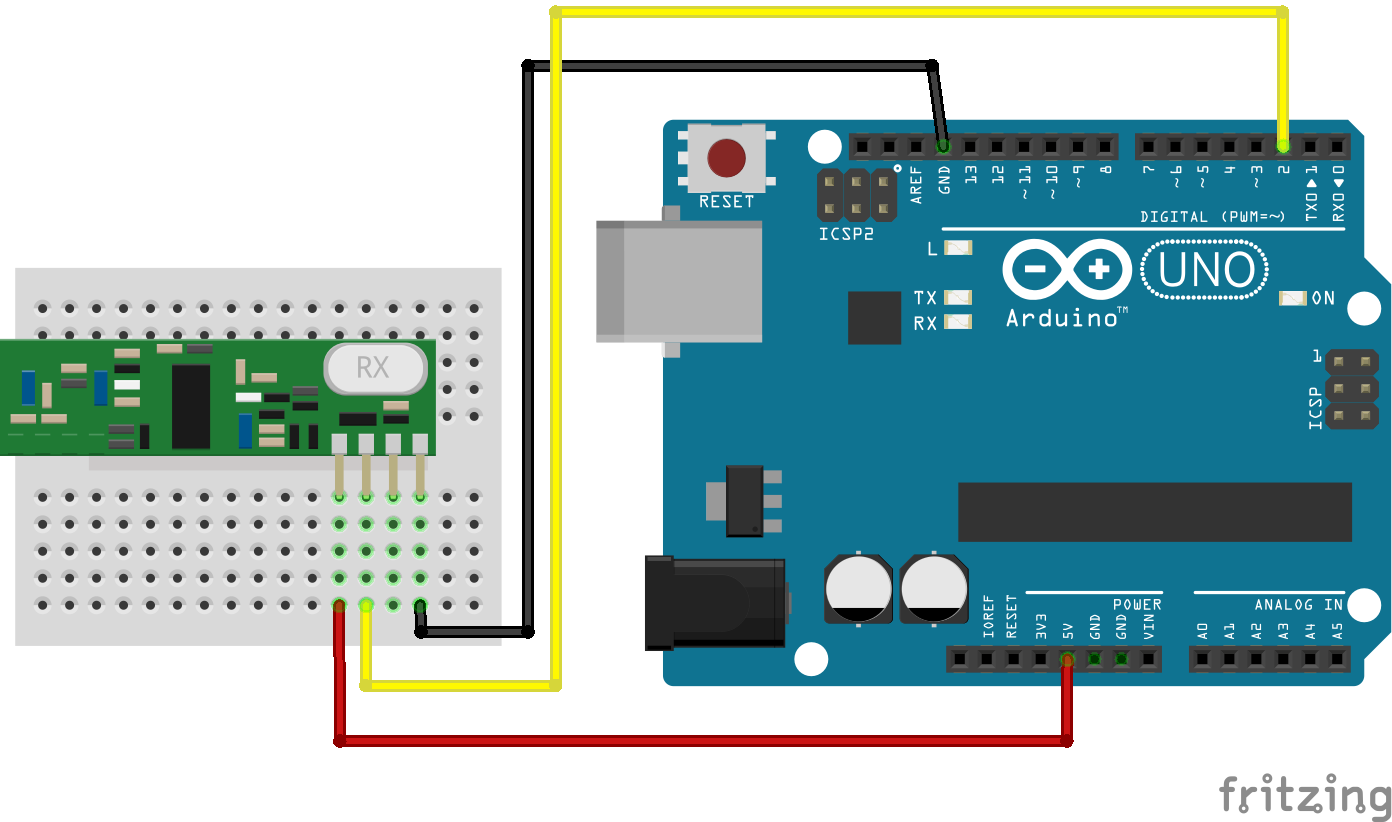 RX
RESET
ICSP2
AREF
GND
13
12
~11
~10
~9
8
7
~6
~5
4
~3
2
TX0▶1
RX0◀0
DIGITAL (PWM=~)
L
TX
RX
Arduino™
UNO
ON
1
ICSP
IOREF
RESET
3V3
5V
GND
GND
VIN
POWER
ANALOG IN
A0
A1
A2
A3
A4
A5
fritzing